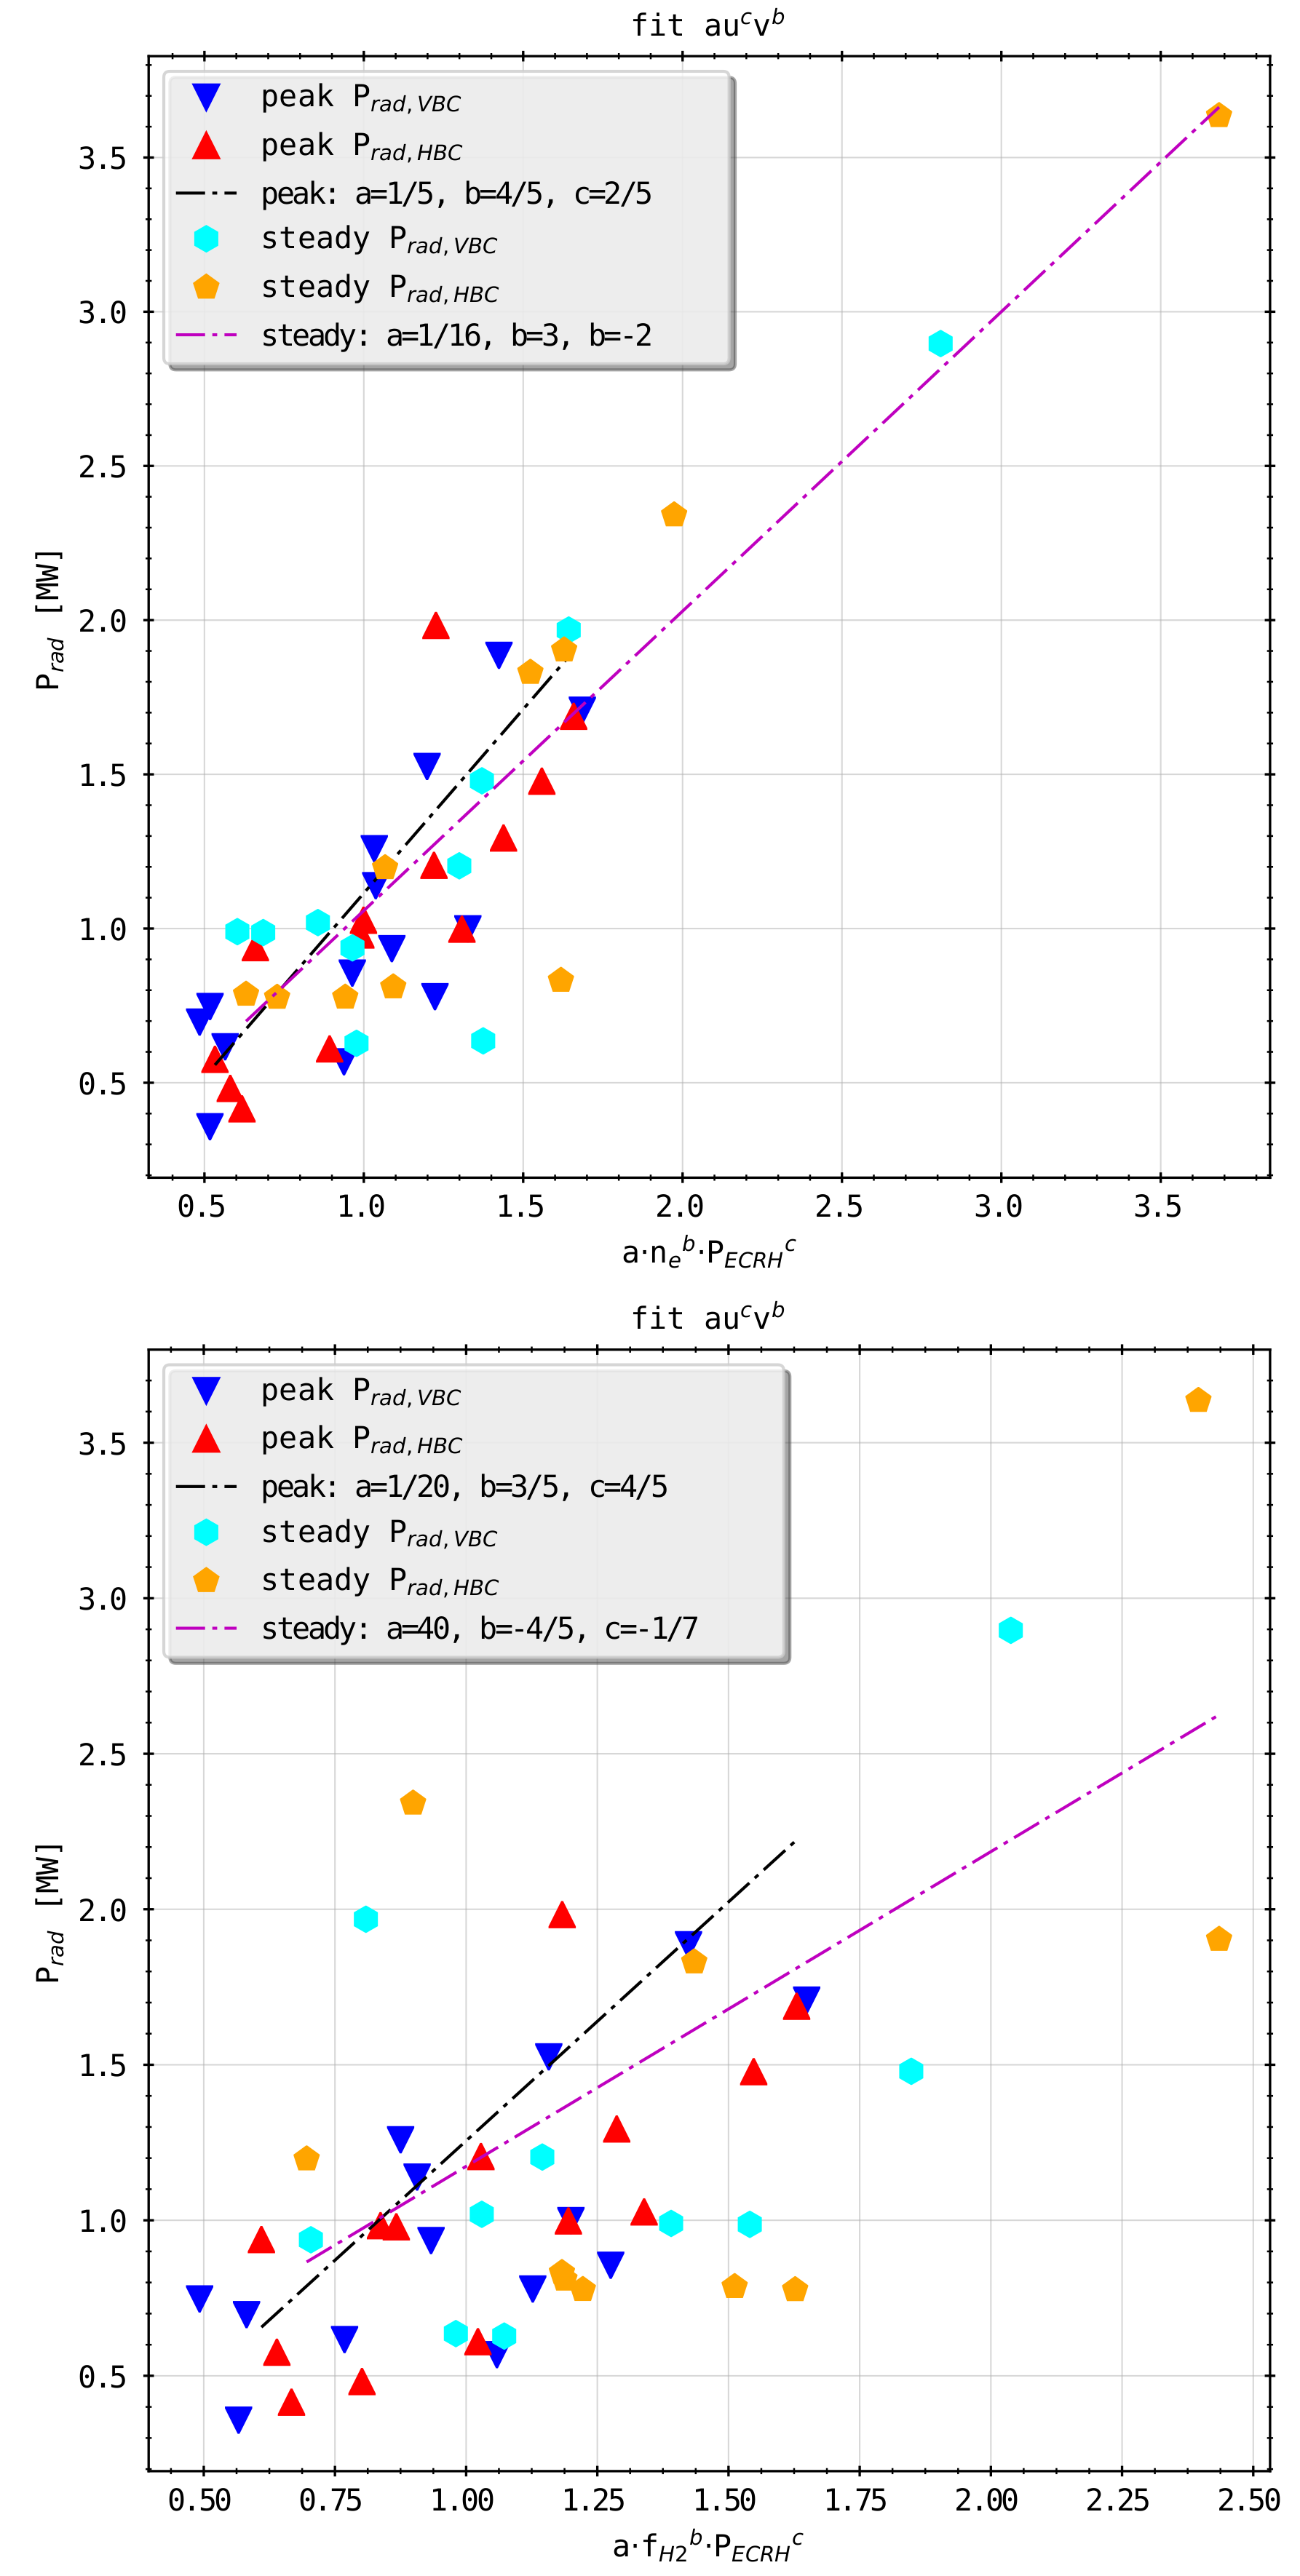 fit au^c v^b
peak P_rad,VBC
peak P_rad,HBC
peak: a=1/5, b=4/5, c=2/5
steady P_rad,VBC
steady P_rad,HBC
steady: a=1/16, b=3, b=-2
3.5
3.0
2.5
2.0
1.5
1.0
0.5
P_rad [MW]
0.5 1.0 1.5 2.0 2.5 3.0 3.5
a·n_e^b·P_ECRH^c
fit au^c v^b
peak P_rad,VBC
peak P_rad,HBC
peak: a=1/20, b=3/5, c=4/5
steady P_rad,VBC
steady P_rad,HBC
steady: a=40, b=-4/5, c=-1/7
3.5
3.0
2.5
2.0
1.5
1.0
0.5
P_rad [MW]
0.50 0.75 1.00 1.25 1.50 1.75 2.00 2.25 2.50
a·f_H2^b·P_ECRH^c